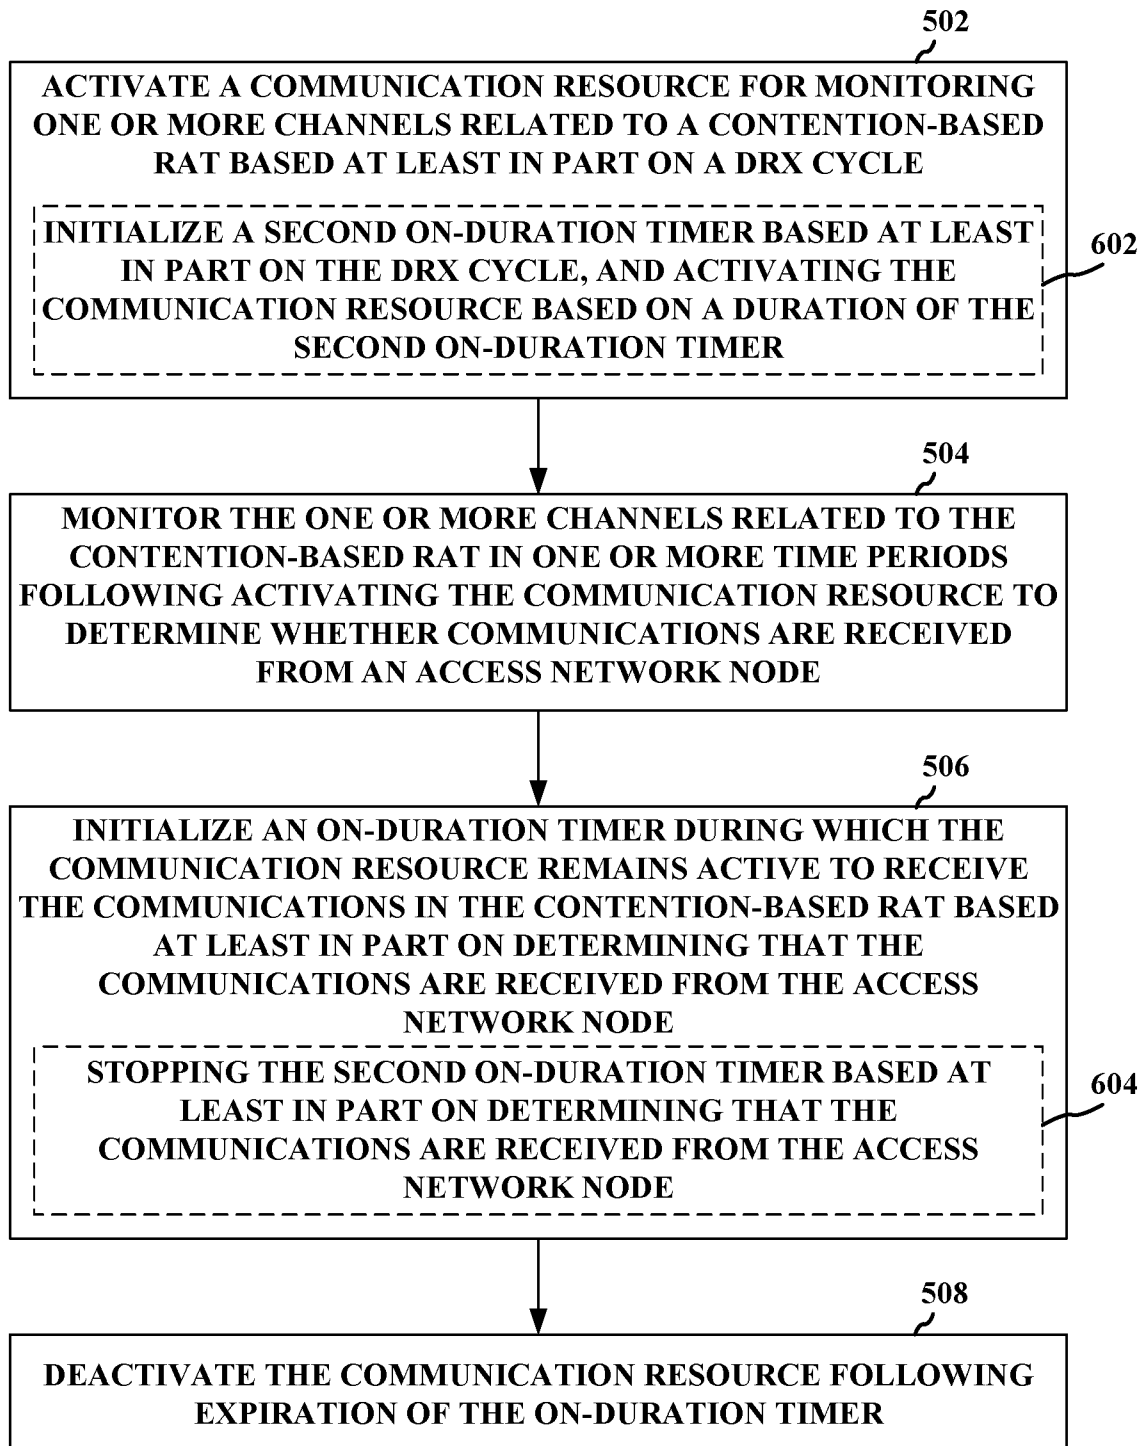 502
ACTIVATE A COMMUNICATION RESOURCE FOR MONITORING
ONE OR MORE CHANNELS RELATED TO A CONTENTION-BASED
RAT BASED AT LEAST IN PART ON A DRX CYCLE
INITIALIZE A SECOND ON-DURATION TIMER BASED AT LEAST
IN PART ON THE DRX CYCLE, AND ACTIVATING THE
COMMUNICATION RESOURCE BASED ON A DURATION OF THE
SECOND ON-DURATION TIMER
602
504
MONITOR THE ONE OR MORE CHANNELS RELATED TO THE
CONTENTION-BASED RAT IN ONE OR MORE TIME PERIODS
FOLLOWING ACTIVATING THE COMMUNICATION RESOURCE TO
DETERMINE WHETHER COMMUNICATIONS ARE RECEIVED
FROM AN ACCESS NETWORK NODE
506
INITIALIZE AN ON-DURATION TIMER DURING WHICH THE
COMMUNICATION RESOURCE REMAINS ACTIVE TO RECEIVE
THE COMMUNICATIONS IN THE CONTENTION-BASED RAT BASED
AT LEAST IN PART ON DETERMINING THAT THE
COMMUNICATIONS ARE RECEIVED FROM THE ACCESS
NETWORK NODE
STOPPING THE SECOND ON-DURATION TIMER BASED AT
LEAST IN PART ON DETERMINING THAT THE
COMMUNICATIONS ARE RECEIVED FROM THE ACCESS
NETWORK NODE
604
508
DEACTIVATE THE COMMUNICATION RESOURCE FOLLOWING
EXPIRATION OF THE ON-DURATION TIMER